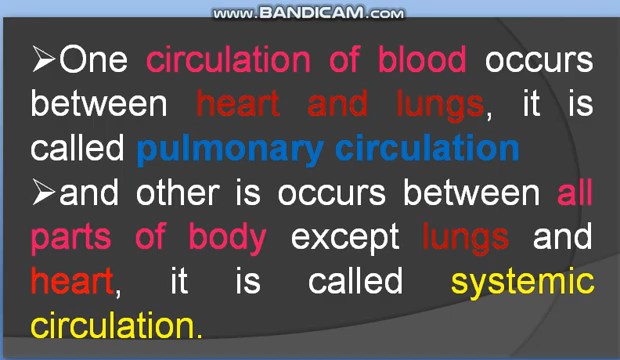 www.BANDICAM.com
➢One circulation of blood occurs
between heart and lungs, it is
called pulmonary circulation
➢and other is occurs between all
parts of body except lungs and
heart, it is called systemic
circulation.